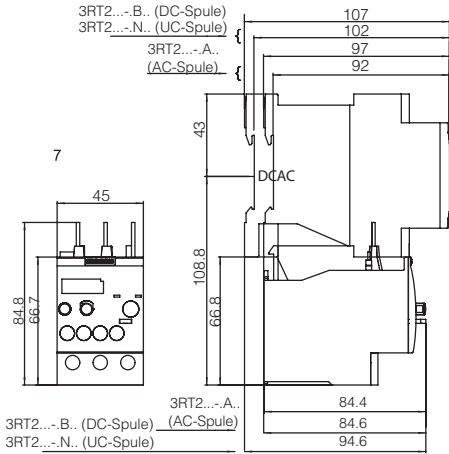 3RT2...-.B.. (DC-Spule)
3RT2...-.N.. (UC-Spule)
3RT2...-.A..
(AC-Spule)
107
102
97
92
43
7
DCAC
45
108.8
84.8
66.7
66.8
3RT2...-.A..
(AC-Spule)
3RT2...-.B.. (DC-Spule)
3RT2...-.N.. (UC-Spule)
84.4
84.6
94.6